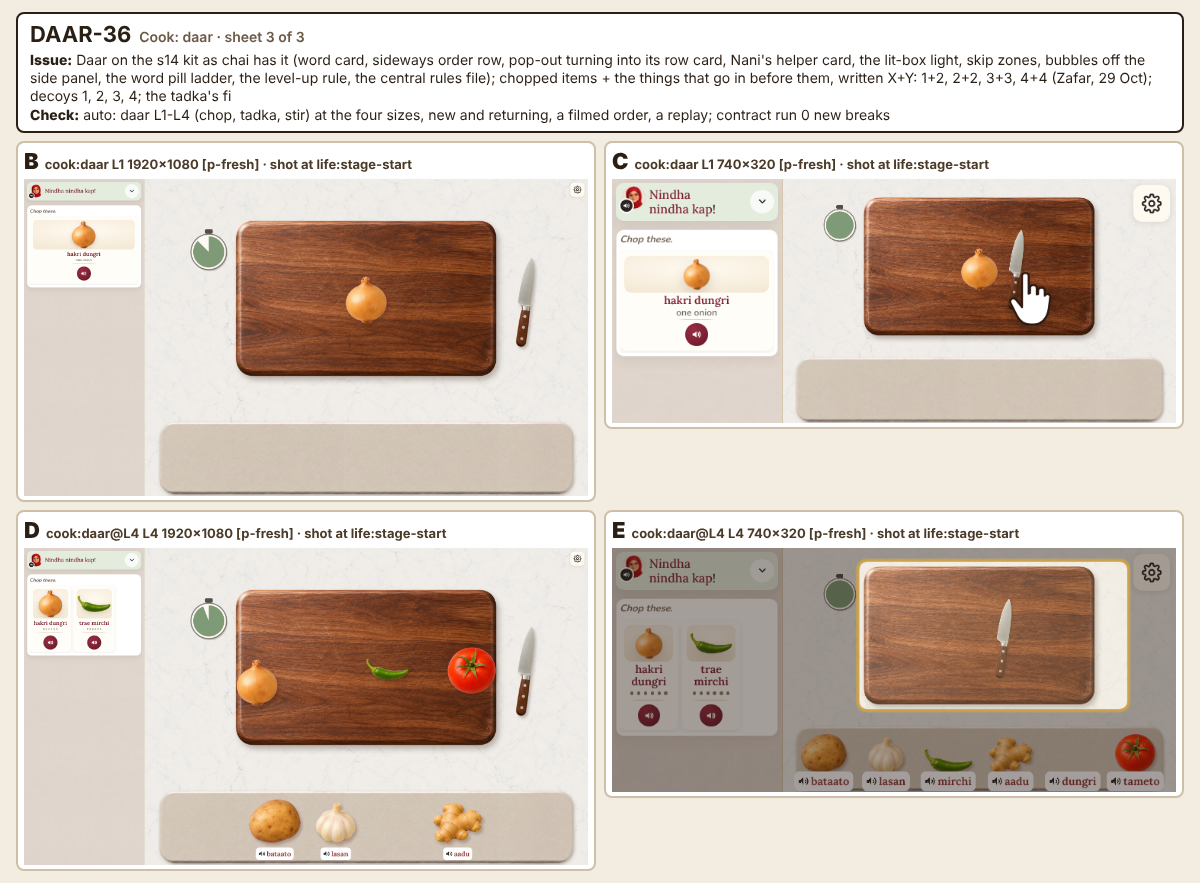 DAAR-36 Cook: daar · sheet 3 of 3
Issue: Daar on the s14 kit as chai has it (word card, sideways order row, pop-out turning into its row card, Nani's helper card, the lit-box light, skip zones, bubbles off the
side panel, the word pill ladder, the level-up rule, the central rules file); chopped items + the things that go in before them, written X+Y: 1+2, 2+2, 3+3, 4+4 (Zafar, 29 Oct);
decoys 1, 2, 3, 4; the tadka's fi
Check: auto: daar L1-L4 (chop, tadka, stir) at the four sizes, new and returning, a filmed order, a replay; contract run 0 new breaks
B cook:daar L1 1920×1080 [p-fresh] · shot at life:stage-start
Nindha nindha kap!
Chop these.
hakri dungri
one onion
C cook:daar L1 740×320 [p-fresh] · shot at life:stage-start
Nindha
nindha kap!
Chop these.
hakri dungri
one onion
D cook:daar@L4 L4 1920×1080 [p-fresh] · shot at life:stage-start
Nindha nindha kap!
Chop these.
hakri dungri
trae mirchi
bataato
lasan
aadu
E cook:daar@L4 L4 740×320 [p-fresh] · shot at life:stage-start
Nindha
nindha kap!
Chop these.
hakri
dungri
trae
mirchi
bataato
lasan
mirchi
aadu
dungri
tameto